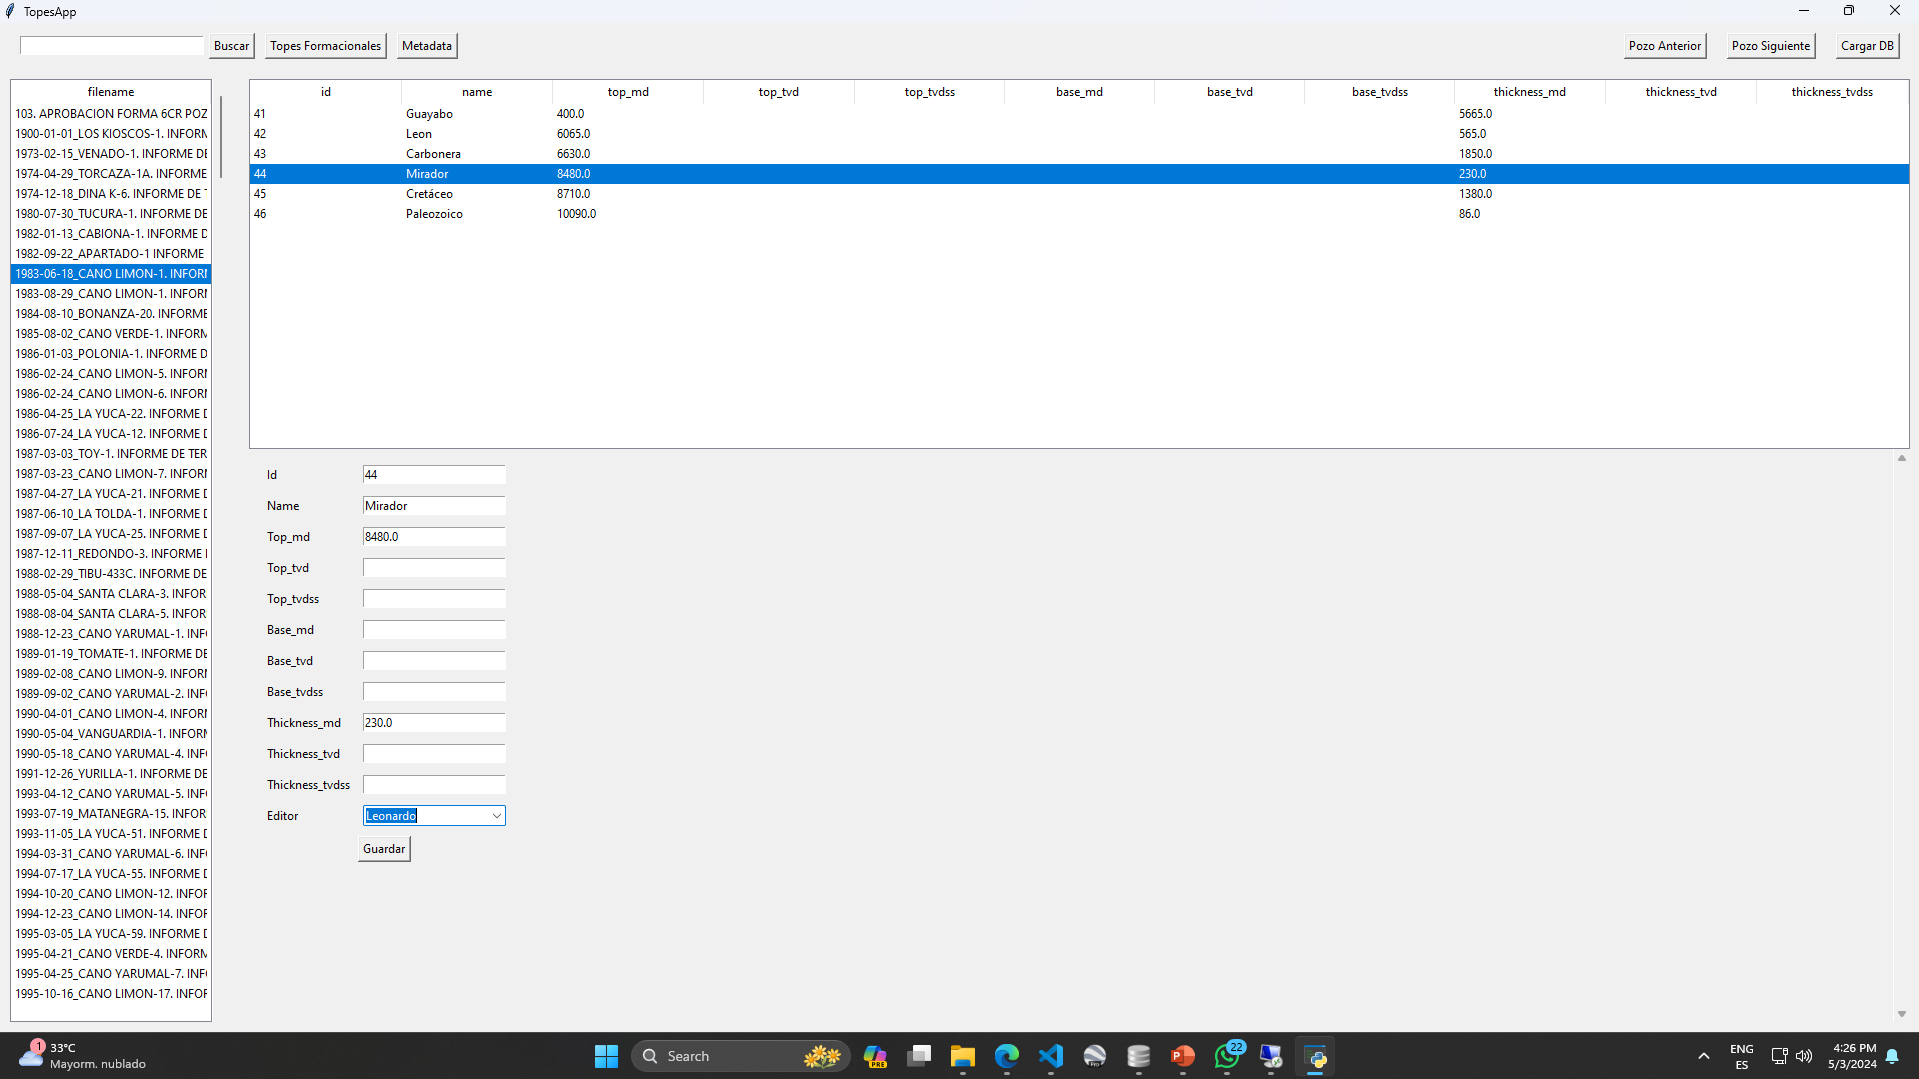 TopesApp
Buscar Topes Formacionales Metadata Pozo Anterior Pozo Siguiente Cargar DB
filename
103. APROBACION FORMA 6CR POZ
1900-01-01_LOS KIOSCOS-1. INFORM
1973-02-15_VENADO-1. INFORME DE
1974-04-29_TORCAZA-1A. INFORME
1974-12-18_DINA K-6. INFORME DE T
1980-07-30_TUCURA-1. INFORME DE
1982-01-13_CABIONA-1. INFORME D
1982-09-22_APARTADO-1 INFORME
1983-06-18_CANO LIMON-1. INFORM
1983-08-29_CANO LIMON-1. INFORM
1984-08-10_BONANZA-20. INFORME
1985-08-02_CANO VERDE-1. INFORM
1986-01-03_POLONIA-1. INFORME D
1986-02-24_CANO LIMON-5. INFORM
1986-02-24_CANO LIMON-6. INFORM
1986-04-25_LA YUCA-22. INFORME D
1986-07-24_LA YUCA-12. INFORME D
1987-03-03_TOY-1. INFORME DE TER
1987-03-23_CANO LIMON-7. INFORM
1987-04-27_LA YUCA-21. INFORME D
1987-06-10_LA TOLDA-1. INFORME D
1987-09-07_LA YUCA-25. INFORME D
1987-12-11_REDONDO-3. INFORME
1988-02-29_TIBU-433C. INFORME DE
1988-05-04_SANTA CLARA-3. INFOR
1988-08-04_SANTA CLARA-5. INFOR
1988-12-23_CANO YARUMAL-1. INF
1989-01-19_TOMATE-1. INFORME DE
1989-02-08_CANO LIMON-9. INFORM
1989-09-02_CANO YARUMAL-2. INF
1990-04-01_CANO LIMON-4. INFORM
1990-05-04_VANGUARDIA-1. INFORM
1990-05-18_CANO YARUMAL-4. INF
1991-12-26_YURILLA-1. INFORME DE
1993-04-12_CANO YARUMAL-5. INF
1993-07-19_MATANEGRA-15. INFOR
1993-11-05_LA YUCA-51. INFORME D
1994-03-31_CANO YARUMAL-6. INF
1994-07-17_LA YUCA-55. INFORME D
1994-10-20_CANO LIMON-12. INFOR
1994-12-23_CANO LIMON-14. INFOR
1995-03-05_LA YUCA-59. INFORME D
1995-04-21_CANO VERDE-4. INFORM
1995-04-25_CANO YARUMAL-7. INF
1995-10-16_CANO LIMON-17. INFOR
id name top_md top_tvd top_tvdss base_md base_tvd base_tvdss thickness_md thickness_tvd thickness_tvdss
41 Guayabo 400.0 5665.0
42 Leon 6065.0 565.0
43 Carbonera 6630.0 1850.0
44 Mirador 8480.0 230.0
45 Cretáceo 8710.0 1380.0
46 Paleozoico 10090.0 86.0
Id 44
Name Mirador
Top_md 8480.0
Top_tvd
Top_tvdss
Base_md
Base_tvd
Base_tvdss
Thickness_md 230.0
Thickness_tvd
Thickness_tvdss
Editor Leonardo
Guardar
1
33°C
Mayorm. nublado
Search
PRE
22
ENG
ES
4:26 PM
5/3/2024